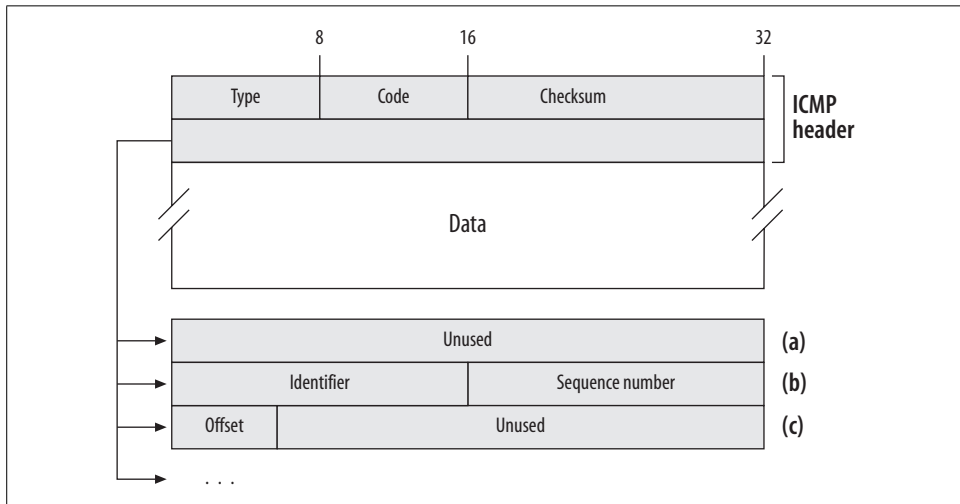 8 16 32
Type Code Checksum
ICMP
header
Data
Unused (a)
Identifier Sequence number (b)
Offset Unused (c)
. . .